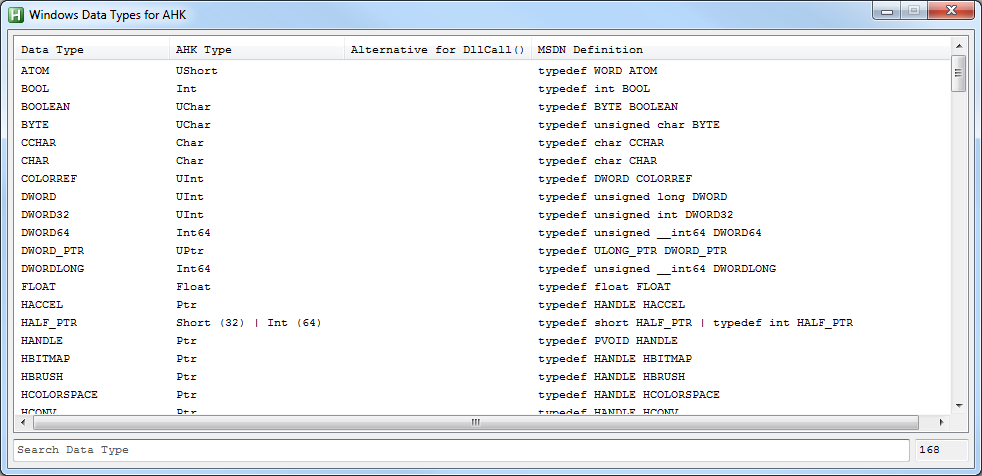 Windows Data Types for AHK
Data Type AHK Type Alternative for DllCall() MSDN Definition
ATOM UShort typedef WORD ATOM
BOOL Int typedef int BOOL
BOOLEAN UChar typedef BYTE BOOLEAN
BYTE UChar typedef unsigned char BYTE
CCHAR Char typedef char CCHAR
CHAR Char typedef char CHAR
COLORREF UInt typedef DWORD COLORREF
DWORD UInt typedef unsigned long DWORD
DWORD32 UInt typedef unsigned int DWORD32
DWORD64 Int64 typedef unsigned __int64 DWORD64
DWORD_PTR UPtr typedef ULONG_PTR DWORD_PTR
DWORDLONG Int64 typedef unsigned __int64 DWORDLONG
FLOAT Float typedef float FLOAT
HACCEL Ptr typedef HANDLE HACCEL
HALF_PTR Short (32) | Int (64) typedef short HALF_PTR | typedef int HALF_PTR
HANDLE Ptr typedef PVOID HANDLE
HBITMAP Ptr typedef HANDLE HBITMAP
HBRUSH Ptr typedef HANDLE HBRUSH
HCOLORSPACE Ptr typedef HANDLE HCOLORSPACE
HCONV Ptr typedef HANDLE HCONV
Search Data Type 168